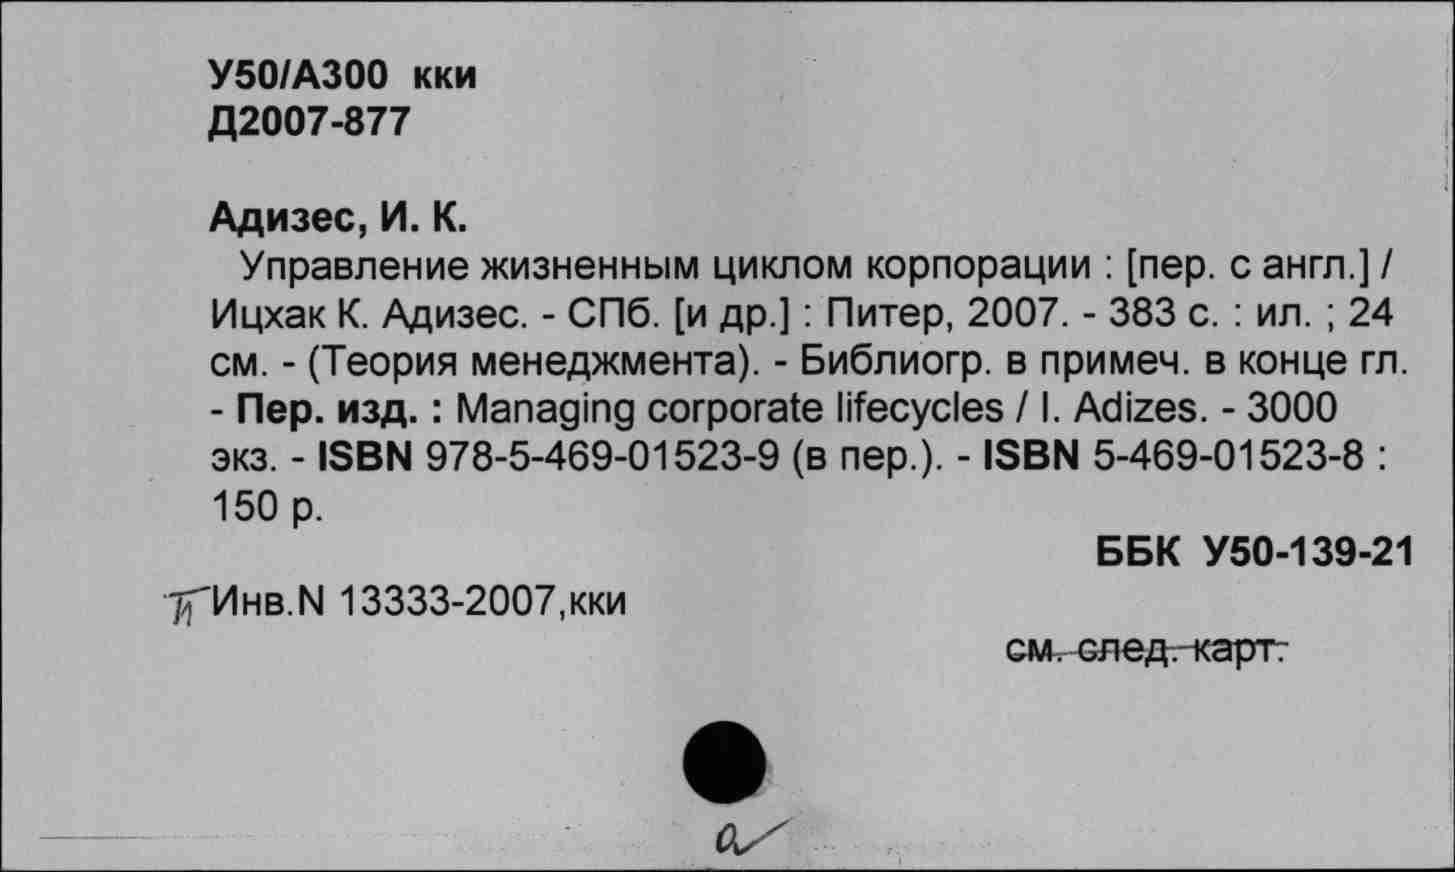 У50/А300 кки
Д2007-877
Адизес, И. К.
Управление жизненным циклом корпорации : [пер. с англ.] /
Ицхак К. Адизес. - СПб. [и др.] : Питер, 2007. - 383 с. : ил. ; 24
см. - (Теория менеджмента). - Библиогр. в примеч. в конце гл.
- Пер. изд. : Managing corporate lifecycles / I. Adizes. - 3000
экз. - ISBN 978-5-469-01523-9 (в пер.). - ISBN 5-469-01523-8 :
150 р.
ББК У50-139-21
Инв.N 13333-2007,кки
см. след. карт.